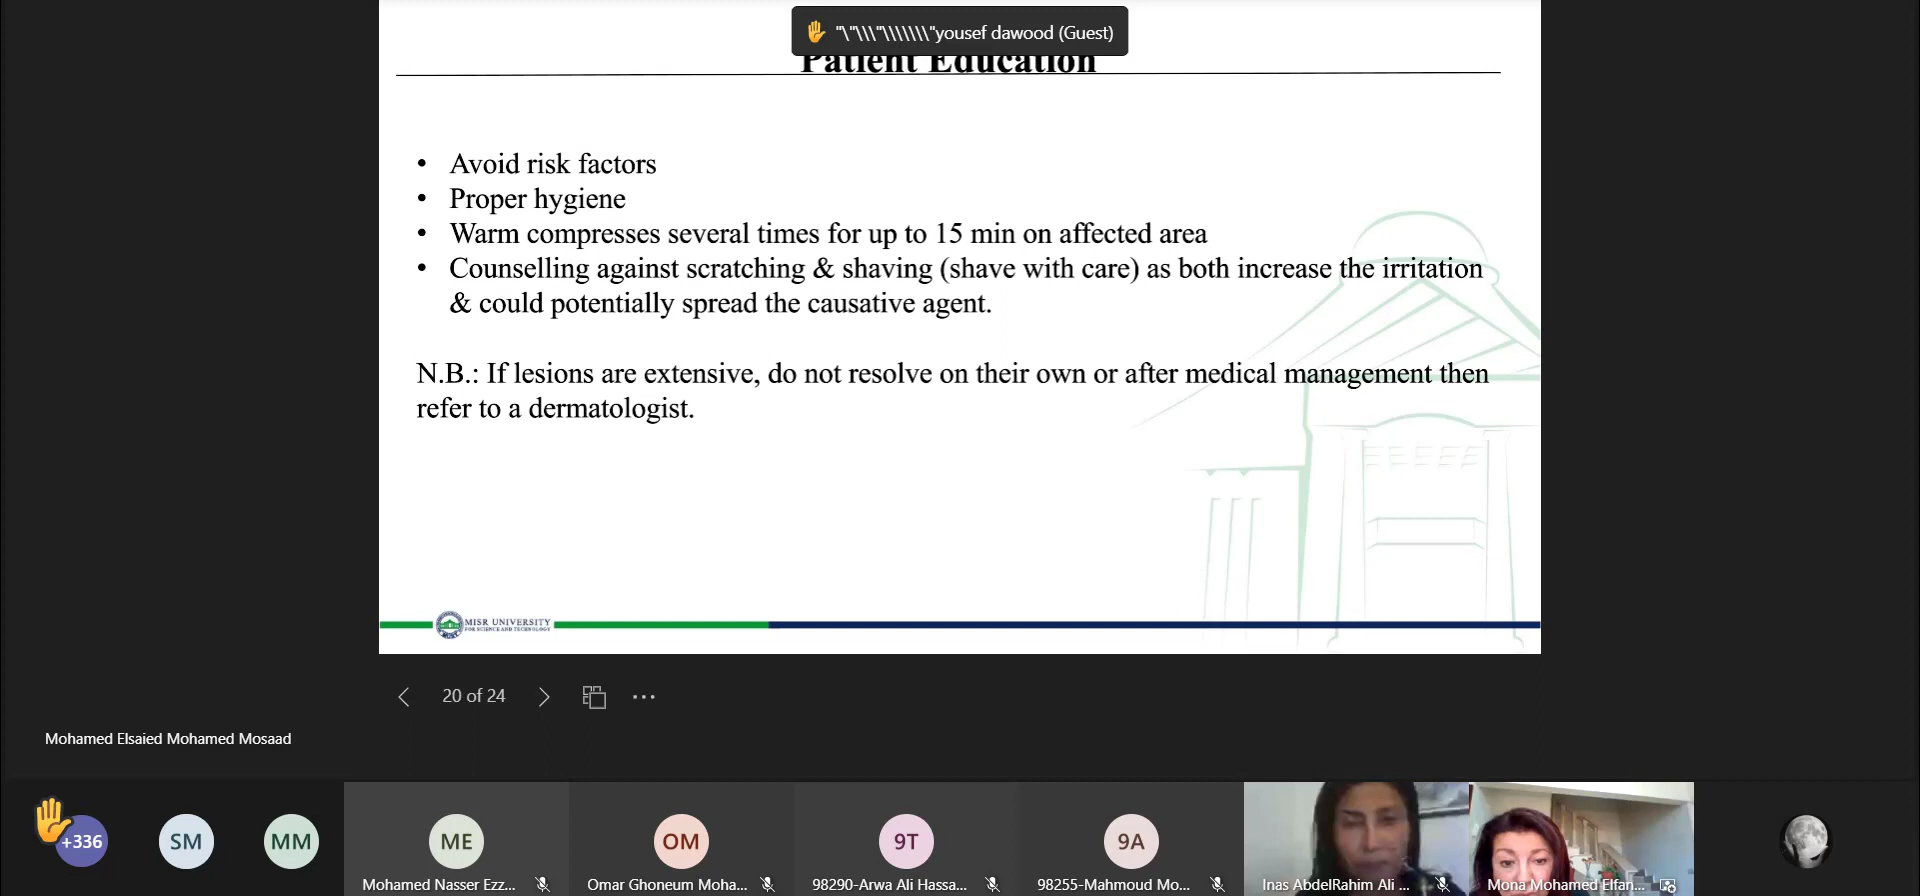 "\"\\\"\\\\\\\"yousef dawood (Guest)
Patient Education
• Avoid risk factors
• Proper hygiene
• Warm compresses several times for up to 15 min on affected area
• Counselling against scratching & shaving (shave with care) as both increase the irritation
& could potentially spread the causative agent.
N.B.: If lesions are extensive, do not resolve on their own or after medical management then
refer to a dermatologist.
MISR UNIVERSITY
FOR SCIENCE AND TECHNOLOGY
20 of 24
Mohamed Elsaied Mohamed Mosaad
+336
SM
MM
ME
OM
9T
9A
Mohamed Nasser Ezz...
Omar Ghoneum Moha...
98290-Arwa Ali Hassa...
98255-Mahmoud Mo...
Inas AbdelRahim Ali ...
Mona Mohamed Elfan...